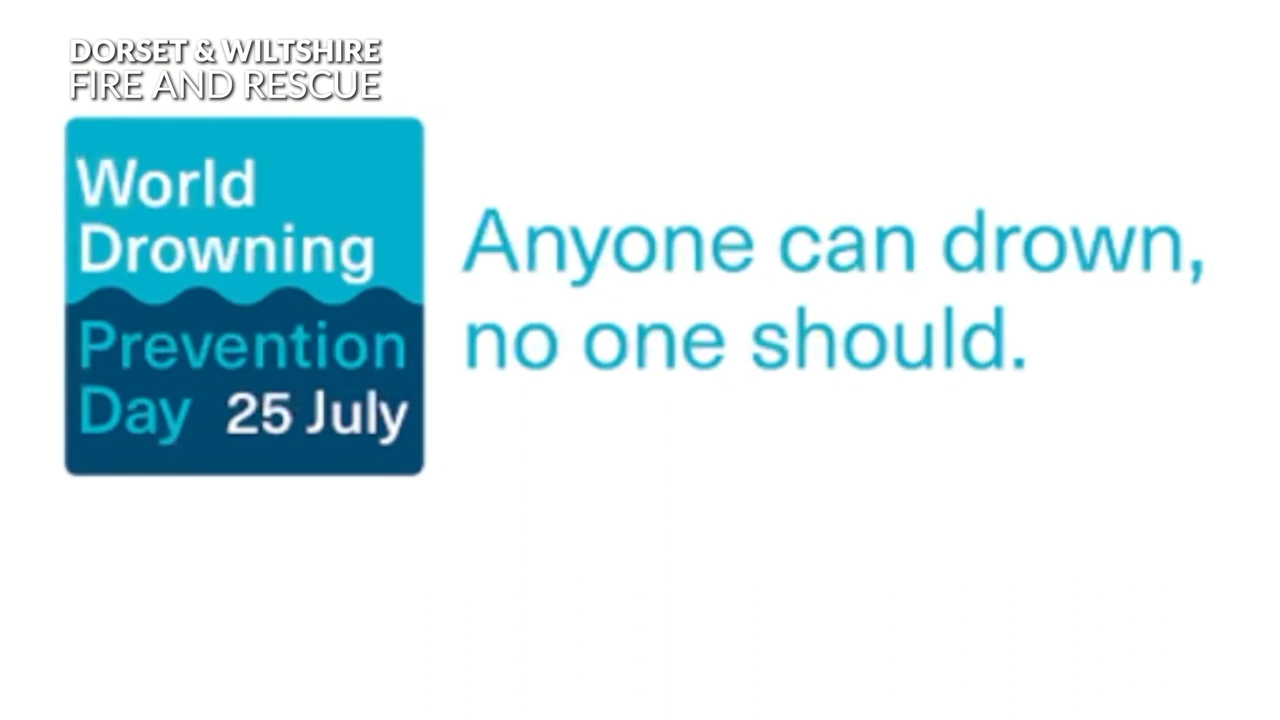 DORSET & WILTSHIRE
FIRE AND RESCUE
World
Drowning
Prevention
Day 25 July
Anyone can drown,
no one should.